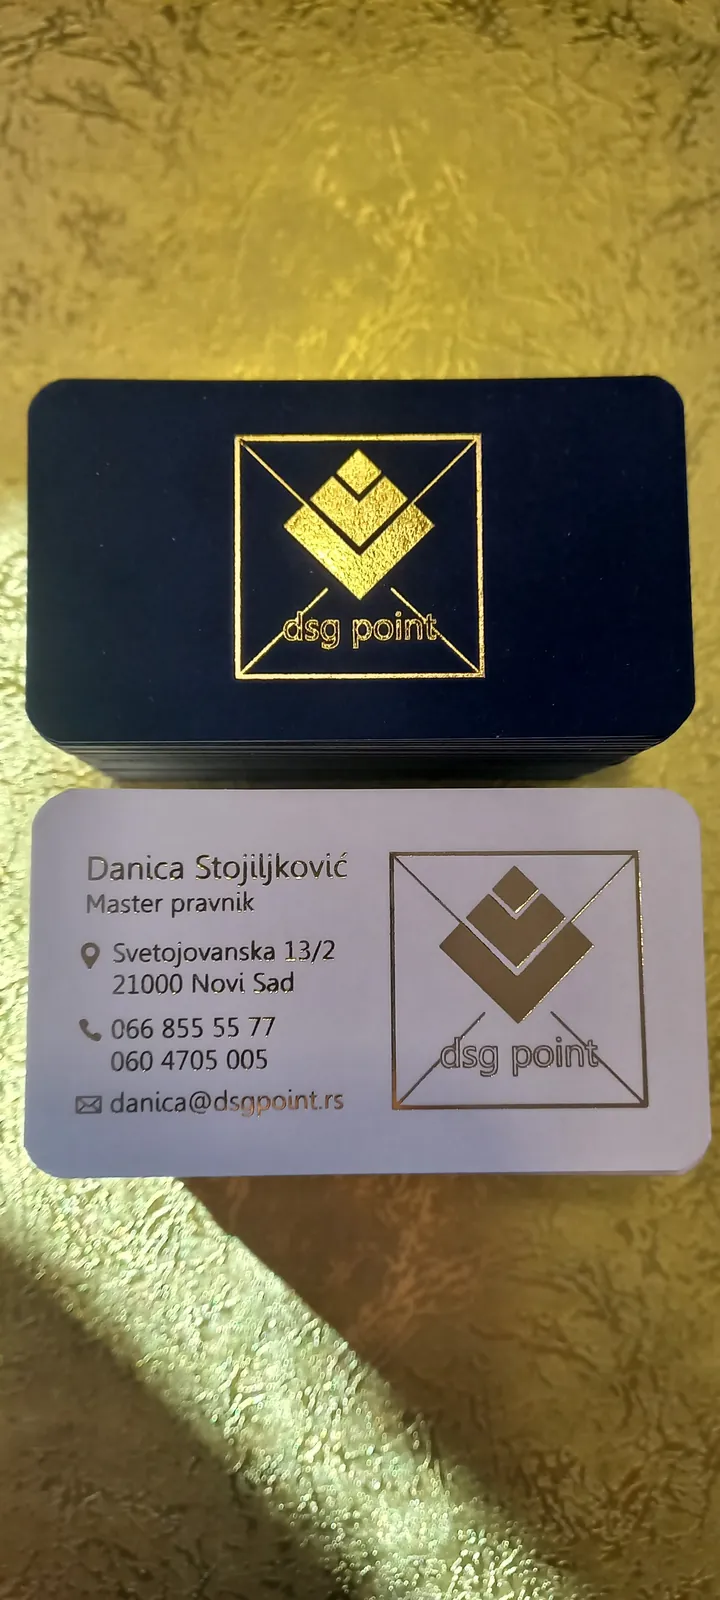 dsg point
Danica Stojiljković
Master pravnik
Svetojovanska 13/2
21000 Novi Sad
066 855 55 77
060 4705 005
danica@dsgpoint.rs
dsg point